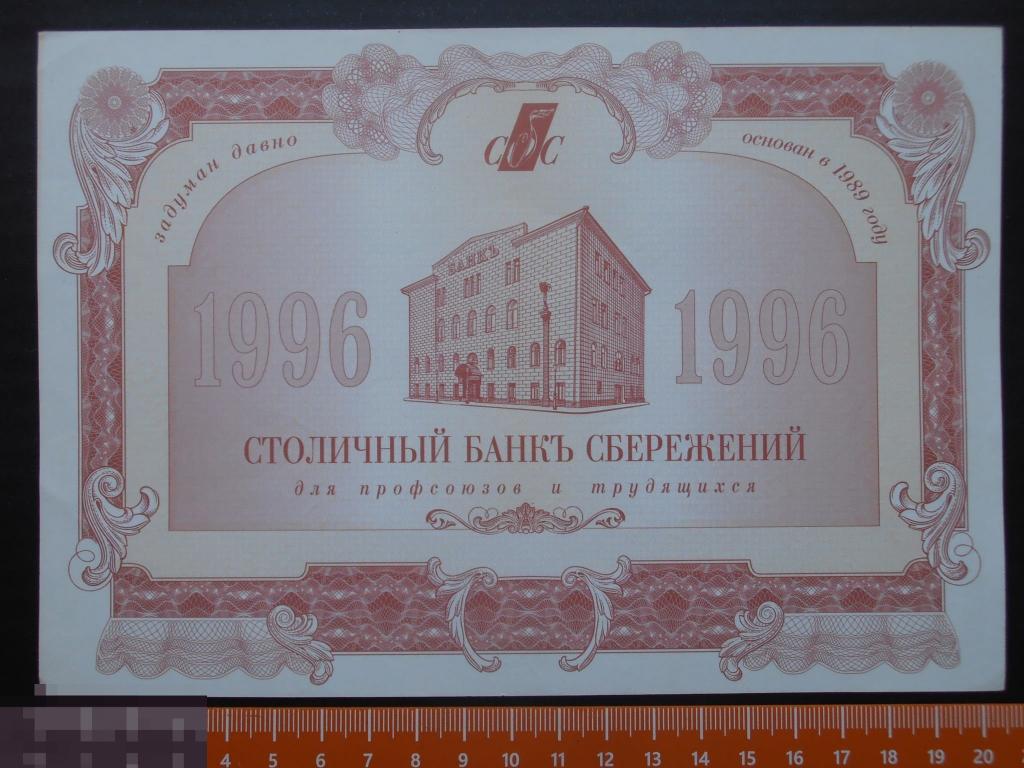 задуман давно
основан в 1989 году
СБС
БАНКЪ
1996
1996
СТОЛИЧНЫЙ БАНКЪ СБЕРЕЖЕНИЙ
для профсоюзов и трудящихся
4 5 6 7 8 9 10 11 12 13 14 15 16 17 18 19 20